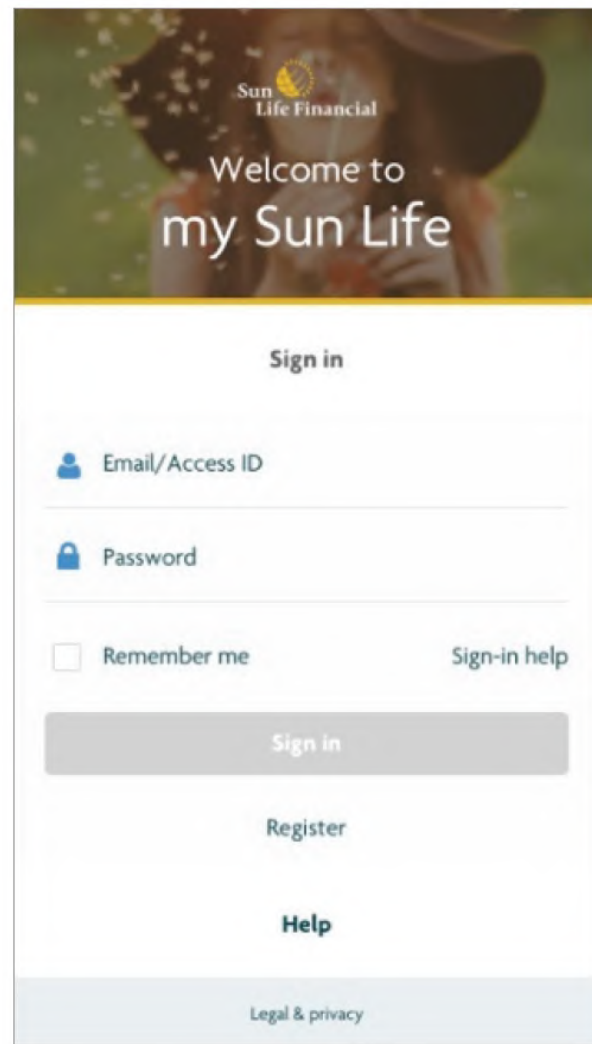 Sun
Life Financial
Welcome to
my Sun Life
Sign in
Email/Access ID
Password
Remember me
Sign-in help
Sign in
Register
Help
Legal & privacy